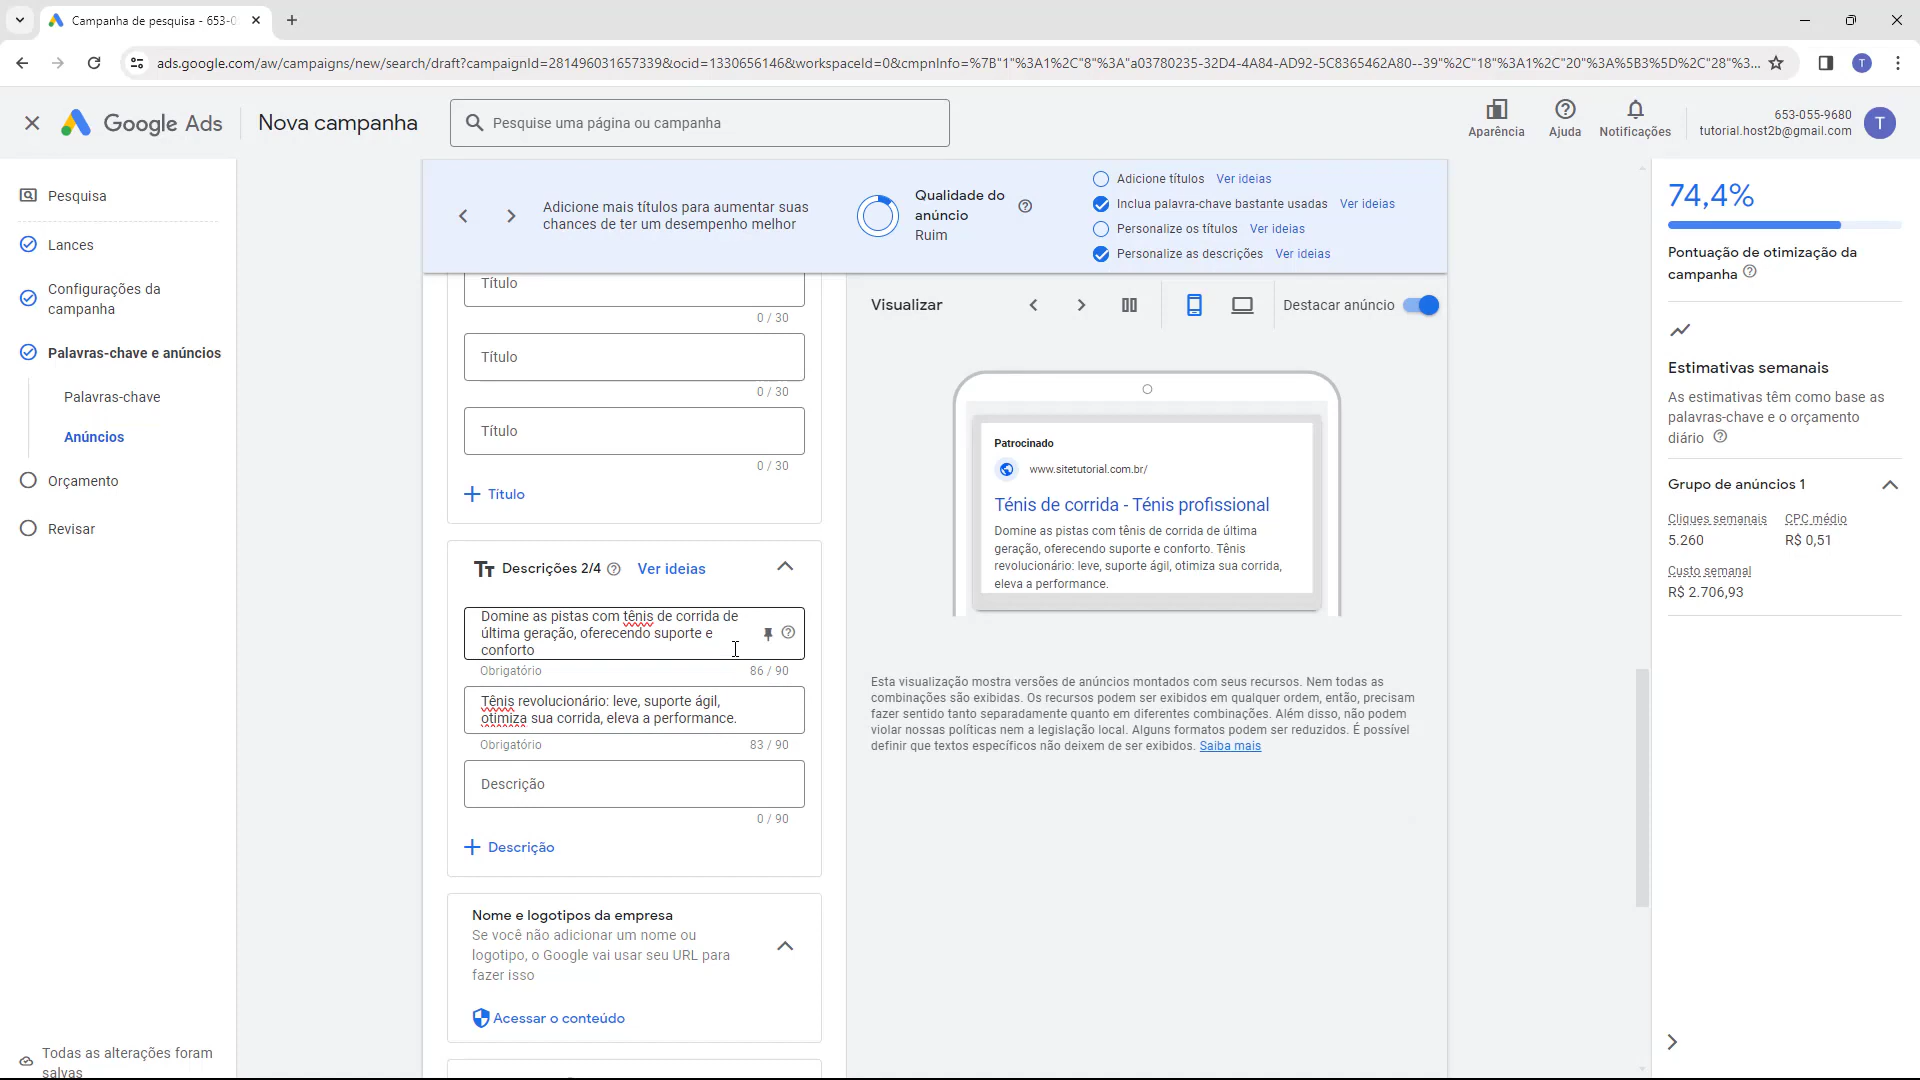 Campanha de pesquisa - 653-0
ads.google.com/aw/campaigns/new/search/draft?campaignId=281496031657339&ocid=1330656146&workspaceId=0&cmpnInfo=%7B"1"%3A1%2C"8"%3A"a03780235-32D4-4A84-AD92-5C8365462A80--39"%2C"18"%3A1%2C"20"%3A%5B3%5D%2C"28"%3...
T
Google Ads
Nova campanha
Pesquise uma página ou campanha
Aparência
Ajuda
Notificações
653-055-9680
tutorial.host2b@gmail.com
T
Pesquisa
Lances
Configurações da
campanha
Palavras-chave e anúncios
Palavras-chave
Anúncios
Orçamento
Revisar
Todas as alterações foram
salvas
Adicione mais títulos para aumentar suas
chances de ter um desempenho melhor
Qualidade do
anúncio
Ruim
Adicione títulos Ver ideias
Inclua palavra-chave bastante usadas Ver ideias
Personalize os títulos Ver ideias
Personalize as descrições Ver ideias
Título
0 / 30
Título
0 / 30
Título
0 / 30
+ Título
Descrições 2/4 Ver ideias
Domine as pistas com tênis de corrida de
última geração, oferecendo suporte e
conforto
Obrigatório 86 / 90
Tênis revolucionário: leve, suporte ágil,
otimiza sua corrida, eleva a performance.
Obrigatório 83 / 90
Descrição
0 / 90
+ Descrição
Nome e logotipos da empresa
Se você não adicionar um nome ou
logotipo, o Google vai usar seu URL para
fazer isso
Acessar o conteúdo
Visualizar
Destacar anúncio
Patrocinado
www.sitetutorial.com.br/
Ténis de corrida - Ténis profissional
Domine as pistas com tênis de corrida de última
geração, oferecendo suporte e conforto. Tênis
revolucionário: leve, suporte ágil, otimiza sua corrida,
eleva a performance.
Esta visualização mostra versões de anúncios montados com seus recursos. Nem todas as
combinações são exibidas. Os recursos podem ser exibidos em qualquer ordem, então, precisam
fazer sentido tanto separadamente quanto em diferentes combinações. Além disso, não podem
violar nossas políticas nem a legislação local. Alguns formatos podem ser reduzidos. É possível
definir que textos específicos não deixem de ser exibidos. Saiba mais
74,4%
Pontuação de otimização da
campanha
Estimativas semanais
As estimativas têm como base as
palavras-chave e o orçamento
diário
Grupo de anúncios 1
Cliques semanais CPC médio
5.260 R$ 0,51
Custo semanal
R$ 2.706,93